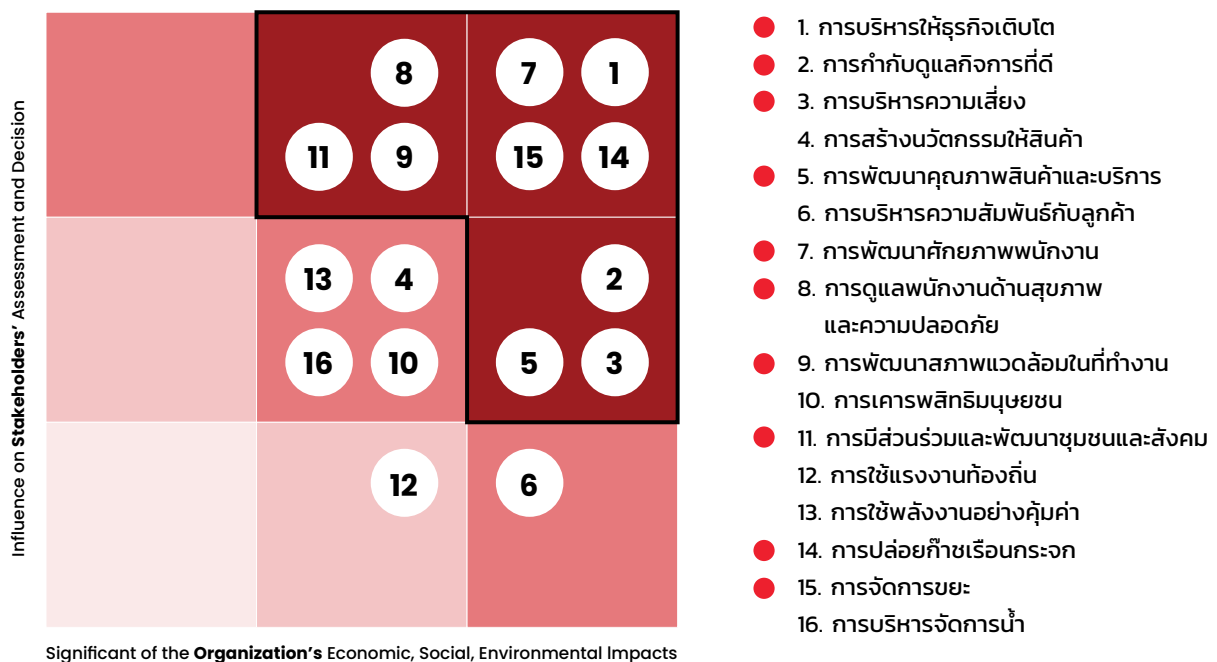 Influence on Stakeholders' Assessment and Decision
8
7
1
11
9
15
14
13
4
2
16
10
5
3
12
6
Significant of the Organization's Economic, Social, Environmental Impacts
1. การบริหารให้ธุรกิจเติบโต
2. การกำกับดูแลกิจการที่ดี
3. การบริหารความเสี่ยง
4. การสร้างนวัตกรรมให้สินค้า
5. การพัฒนาคุณภาพสินค้าและบริการ
6. การบริหารความสัมพันธ์กับลูกค้า
7. การพัฒนาศักยภาพพนักงาน
8. การดูแลพนักงานด้านสุขภาพ
และความปลอดภัย
9. การพัฒนาสภาพแวดล้อมในที่ทำงาน
10. การเคารพสิทธิมนุษยชน
11. การมีส่วนร่วมและพัฒนาชุมชนและสังคม
12. การใช้แรงงานท้องถิ่น
13. การใช้พลังงานอย่างคุ้มค่า
14. การปล่อยก๊าซเรือนกระจก
15. การจัดการขยะ
16. การบริหารจัดการน้ำ